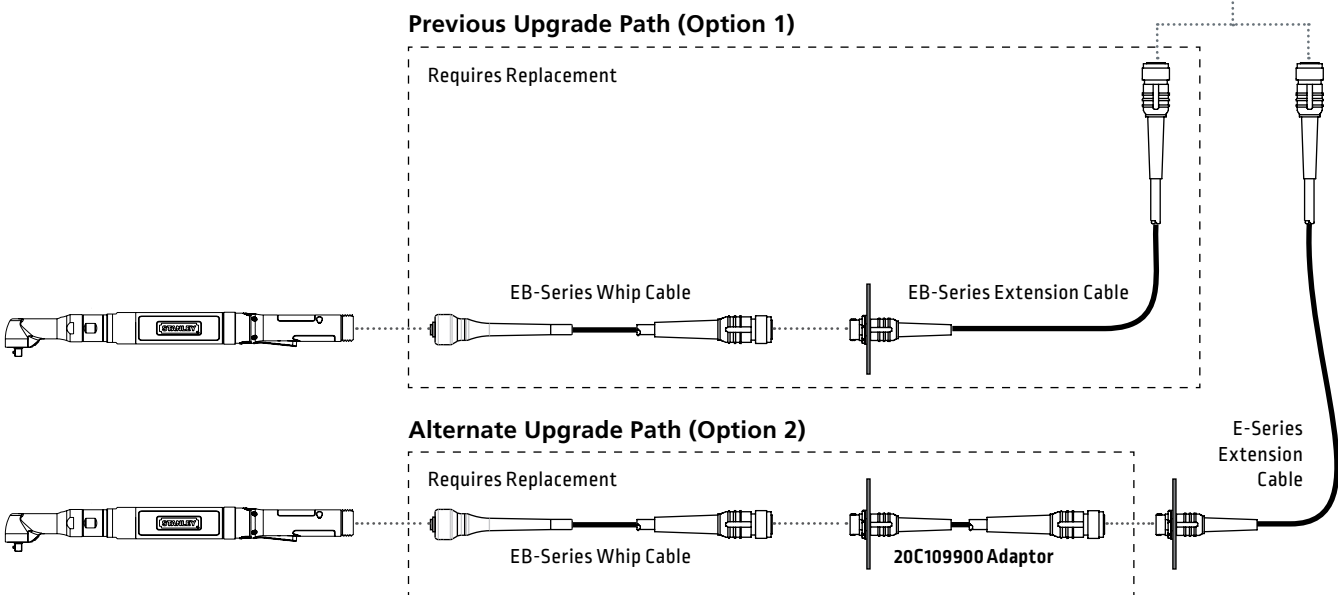 Previous Upgrade Path (Option 1)
Requires Replacement
EB-Series Whip Cable
EB-Series Extension Cable
STANLEY
Alternate Upgrade Path (Option 2)
Requires Replacement
E-Series
Extension
Cable
STANLEY
EB-Series Whip Cable
20C109900 Adaptor